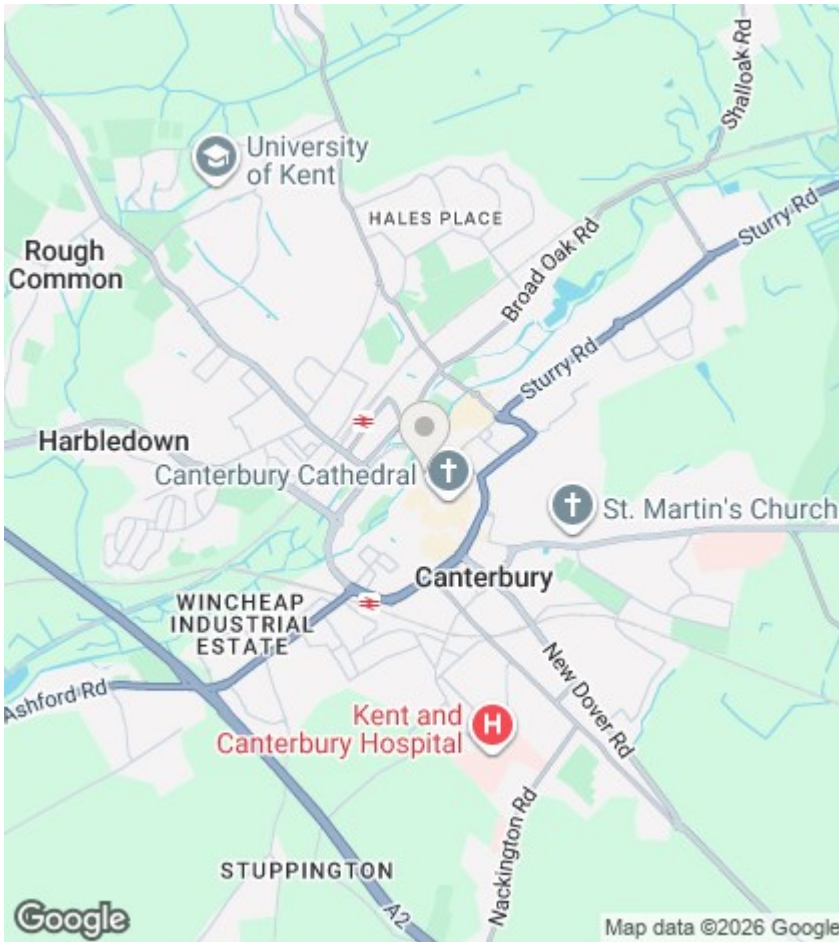 Shalloak Rd
University
of Kent
HALES PLACE
Sturry Rd
Rough
Common
Broad Oak Rd
Sturry Rd
Harbledown
Canterbury Cathedral
St. Martin's Church
Canterbury
WINCHEAP
INDUSTRIAL
ESTATE
New Dover Rd
Ashford Rd
Kent and
Canterbury Hospital
H
Nackington Rd
STUPPINGTON
A2
Google
Map data ©2026 Google